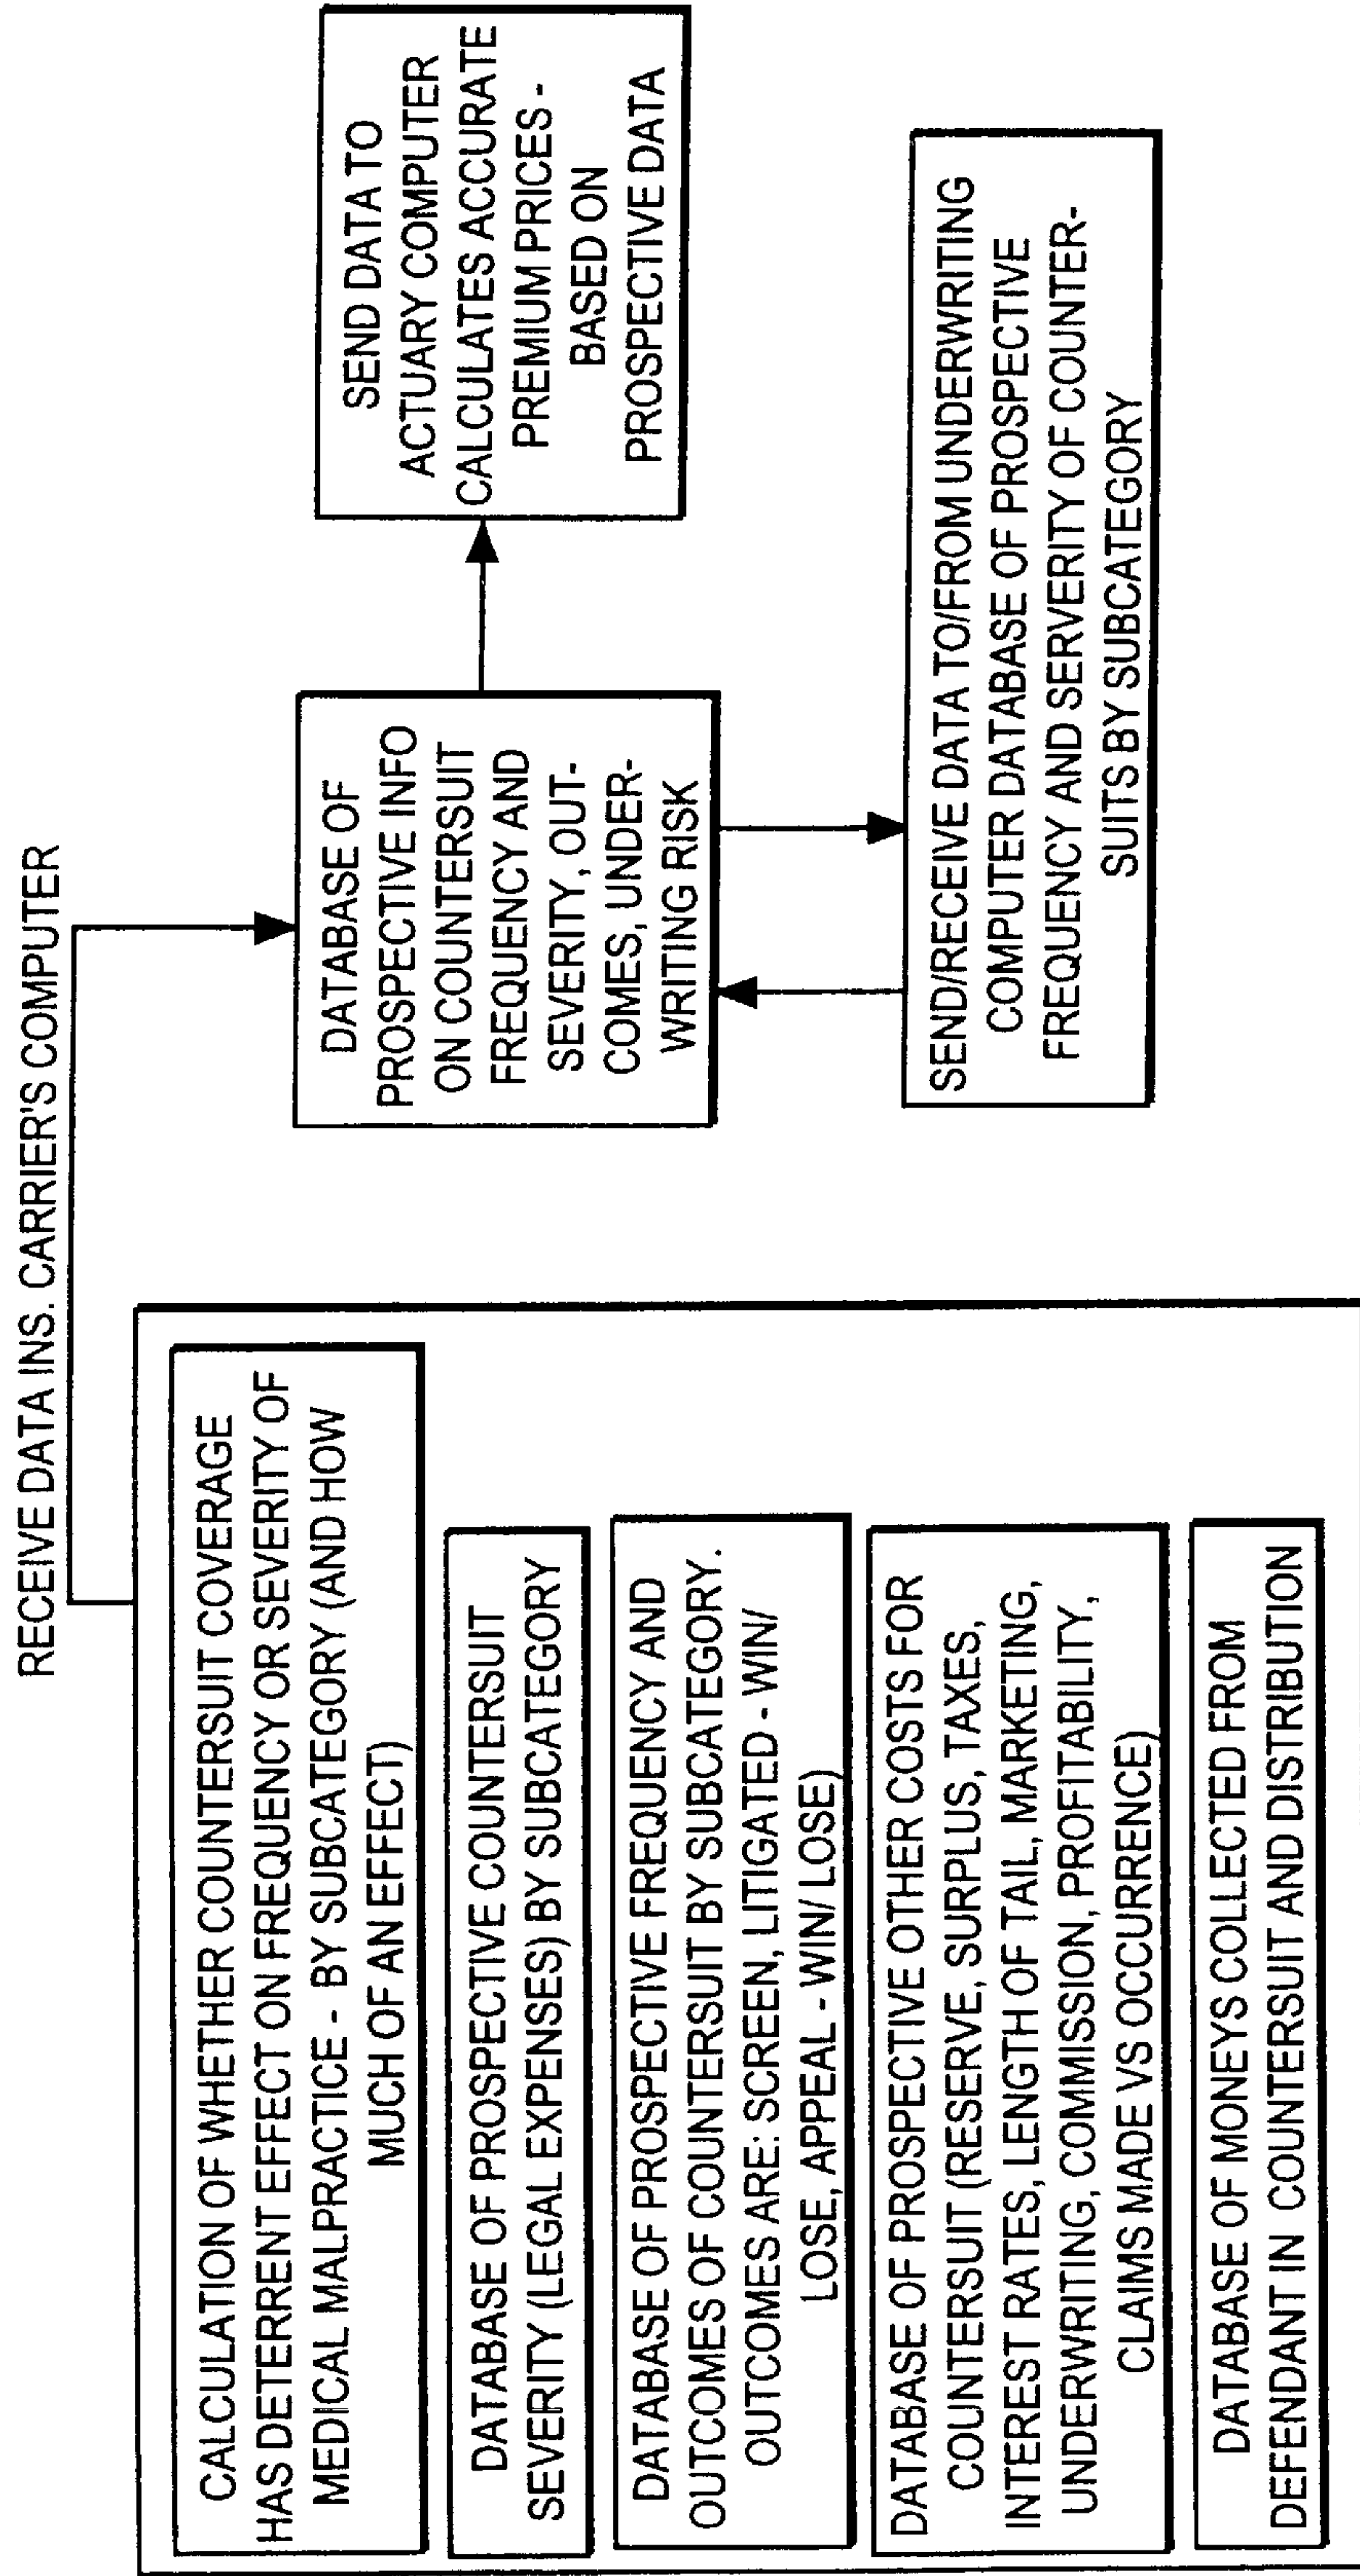 RECEIVE DATA INS. CARRIER'S COMPUTER
CALCULATION OF WHETHER COUNTERSUIT COVERAGE
HAS DETERRENT EFFECT ON FREQUENCY OR SEVERITY OF
MEDICAL MALPRACTICE - BY SUBCATEGORY (AND HOW
MUCH OF AN EFFECT)
DATABASE OF PROSPECTIVE COUNTERSUIT
SEVERITY (LEGAL EXPENSES) BY SUBCATEGORY
DATABASE OF PROSPECTIVE FREQUENCY AND
OUTCOMES OF COUNTERSUIT BY SUBCATEGORY.
OUTCOMES ARE: SCREEN, LITIGATED - WIN/
LOSE, APPEAL - WIN/ LOSE)
DATABASE OF PROSPECTIVE OTHER COSTS FOR
COUNTERSUIT (RESERVE, SURPLUS, TAXES,
INTEREST RATES, LENGTH OF TAIL, MARKETING,
UNDERWRITING, COMMISSION, PROFITABILITY,
CLAIMS MADE VS OCCURRENCE)
DATABASE OF MONEYS COLLECTED FROM
DEFENDANT IN COUNTERSUIT AND DISTRIBUTION
DATABASE OF
PROSPECTIVE INFO
ON COUNTERSUIT
FREQUENCY AND
SEVERITY, OUT-
COMES, UNDER-
WRITING RISK
SEND DATA TO
ACTUARY COMPUTER
CALCULATES ACCURATE
PREMIUM PRICES -
BASED ON
PROSPECTIVE DATA
SEND/RECEIVE DATA TO/FROM UNDERWRITING
COMPUTER DATABASE OF PROSPECTIVE
FREQUENCY AND SERVERITY OF COUNTER-
SUITS BY SUBCATEGORY